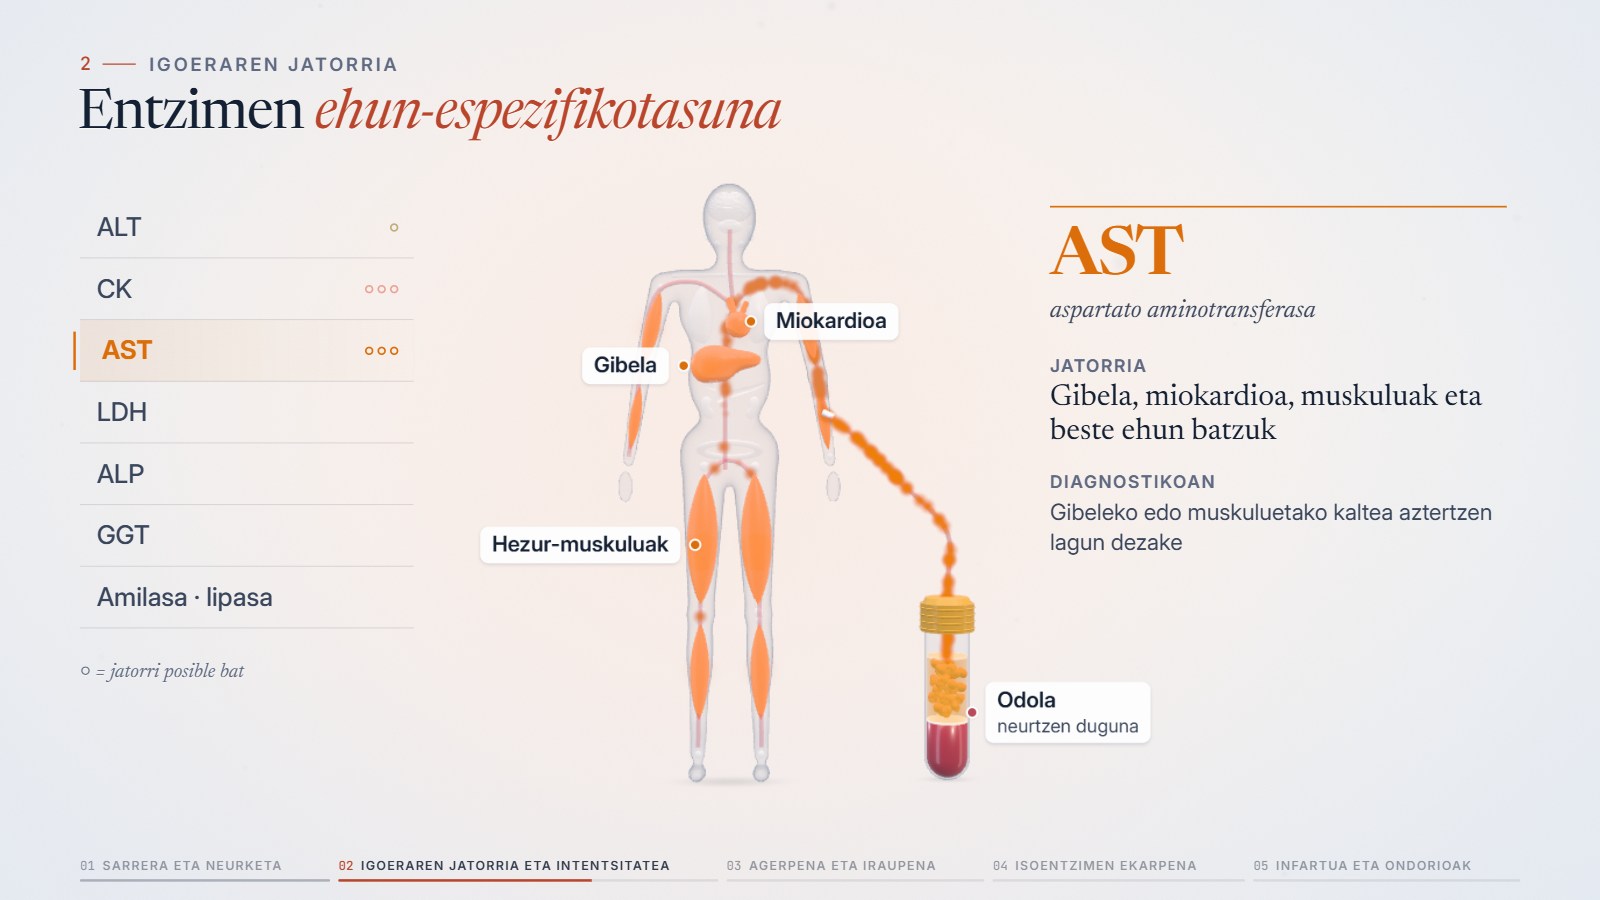 2 — IGOERAREN JATORRIA
Entzimen ehun-espezifikotasuna
ALT
CK
AST
LDH
ALP
GGT
Amilasa · lipasa
○ = jatorri posible bat
Miokardioa
Gibela
Hezur-muskuluak
Odola
neurtzen duguna
AST
aspartato aminotransferasa
JATORRIA
Gibela, miokardioa, muskuluak eta
beste ehun batzuk
DIAGNOSTIKOAN
Gibeleko edo muskuluetako kaltea aztertzen
lagun dezake
01 SARRERA ETA NEURKETA
02 IGOERAREN JATORRIA ETA INTENTSITATEA
03 AGERPENA ETA IRAUPENA
04 ISOENTZIMEN EKARPENA
05 INFARTUA ETA ONDORIOAK